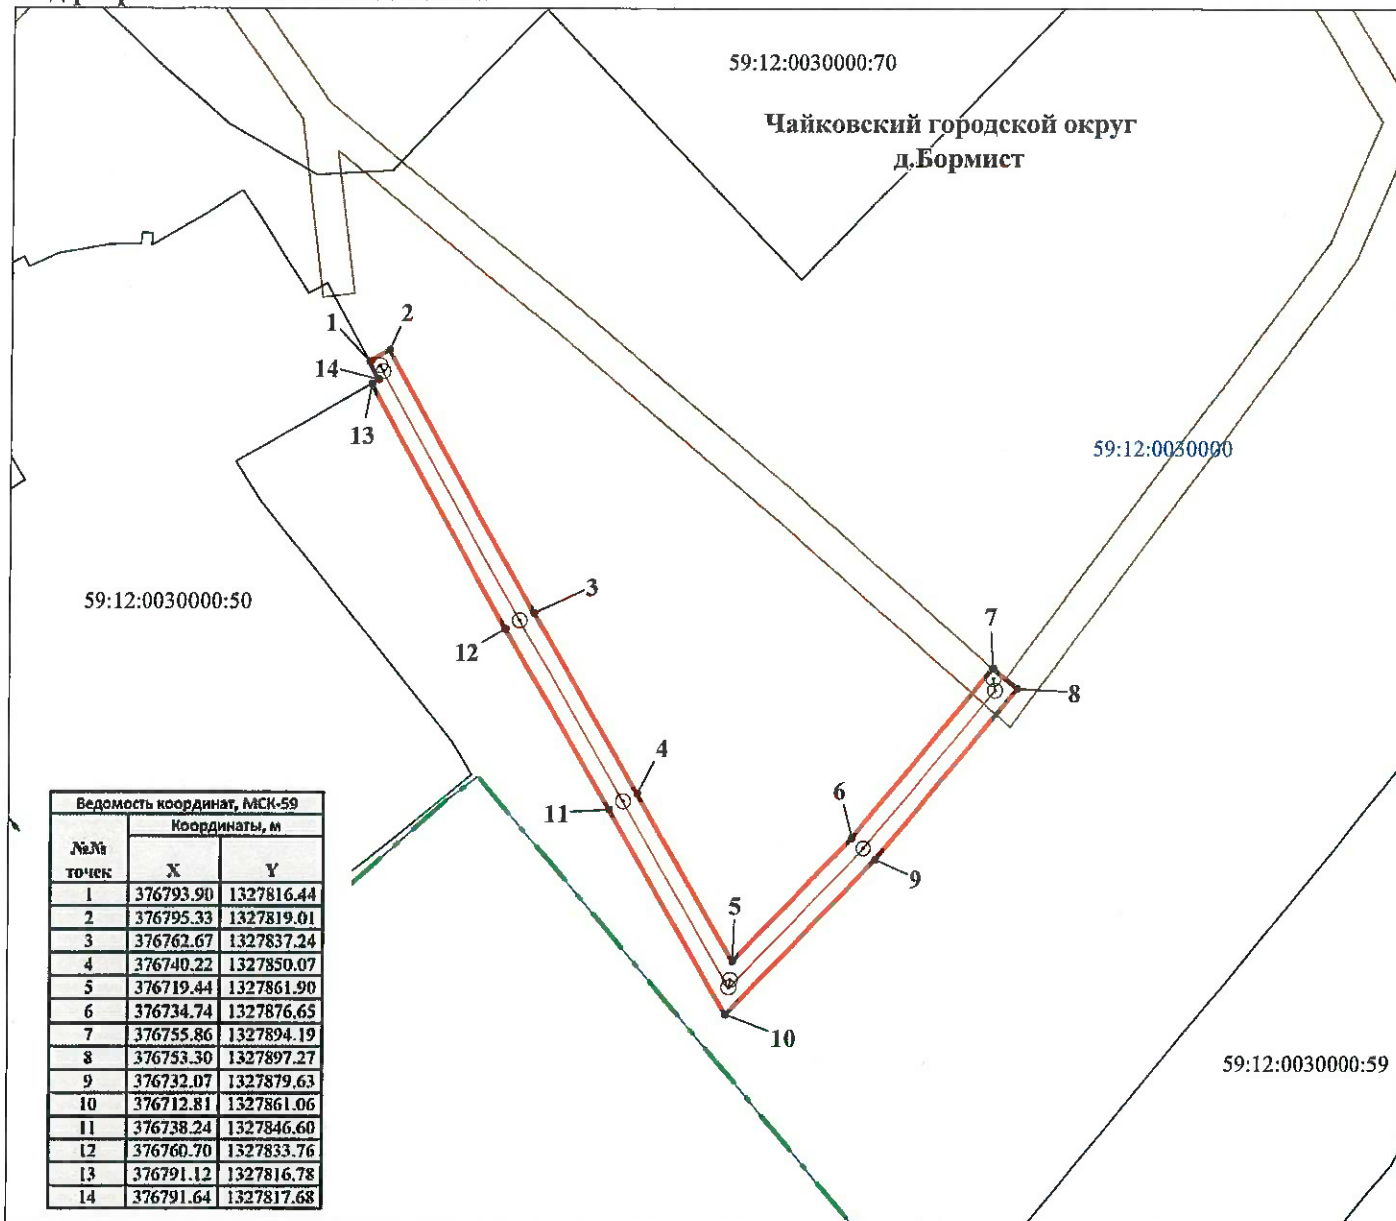 59:12:0030000:70
Чайковский городской округ
д.Бормист
1
2
14
13
59:12:0030000
3
59:12:0030000:50
12
7
8
4
11
6
9
5
10
59:12:0030000:59
Ведомость координат, МСК-59
№№ точек Координаты, м
X Y
1 376793.90 1327816.44
2 376795.33 1327819.01
3 376762.67 1327837.24
4 376740.22 1327850.07
5 376719.44 1327861.90
6 376734.74 1327876.65
7 376755.86 1327894.19
8 376753.30 1327897.27
9 376732.07 1327879.63
10 376712.81 1327861.06
11 376738.24 1327846.60
12 376760.70 1327833.76
13 376791.12 1327816.78
14 376791.64 1327817.68